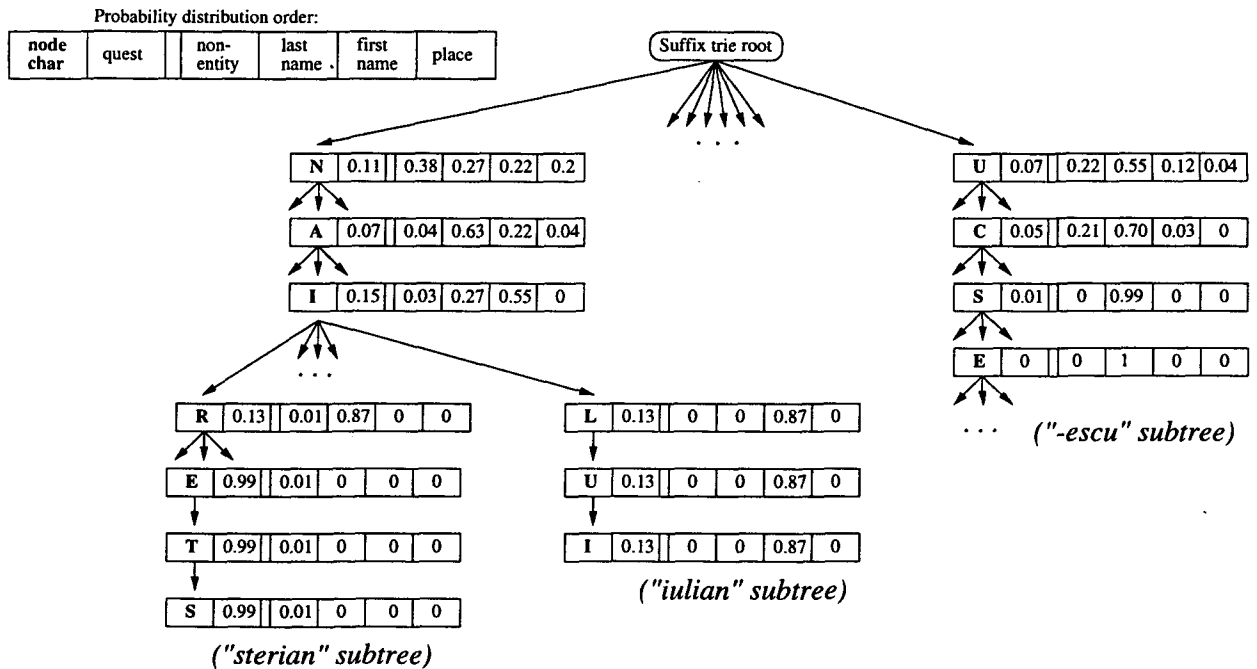 Probability distribution order:
node char quest non-entity last name first name place
Suffix trie root
. . .
N 0.11 0.38 0.27 0.22 0.2
U 0.07 0.22 0.55 0.12 0.04
A 0.07 0.04 0.63 0.22 0.04
C 0.05 0.21 0.70 0.03 0
I 0.15 0.03 0.27 0.55 0
S 0.01 0 0.99 0 0
E 0 0 1 0 0
. . .
R 0.13 0.01 0.87 0 0
L 0.13 0 0 0.87 0
. . . ("-escu" subtree)
E 0.99 0.01 0 0 0
U 0.13 0 0 0.87 0
T 0.99 0.01 0 0 0
I 0.13 0 0 0.87 0
("iulian" subtree)
S 0.99 0.01 0 0 0
("sterian" subtree)